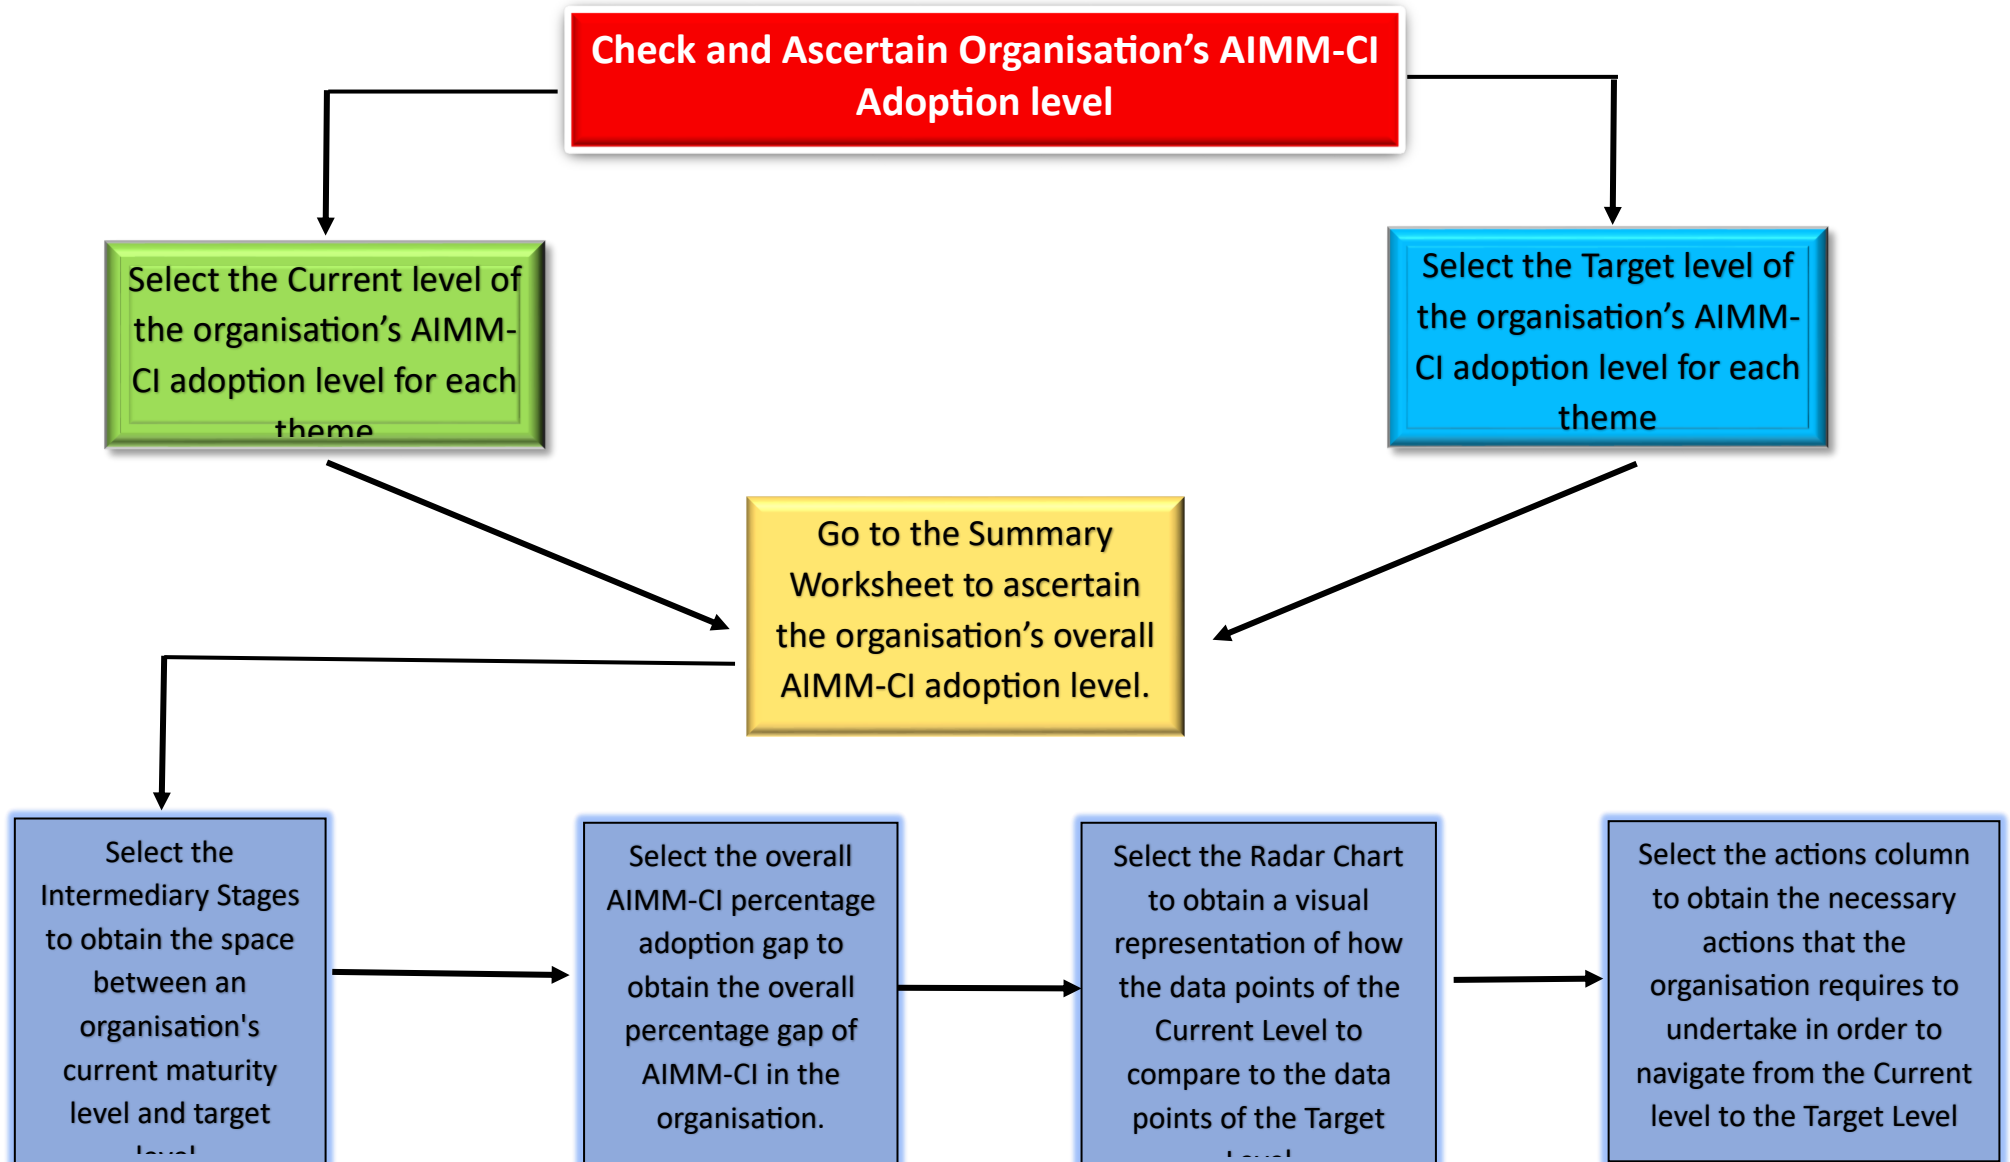 Check and Ascertain Organisation’s AIMM-CI
Adoption level
Select the Current level of
the organisation’s AIMM-
CI adoption level for each
theme
Select the Target level of
the organisation’s AIMM-
CI adoption level for each
theme
Go to the Summary
Worksheet to ascertain
the organisation’s overall
AIMM-CI adoption level.
Select the
Intermediary Stages
to obtain the space
between an
organisation's
current maturity
level and target
level
Select the overall
AIMM-CI percentage
adoption gap to
obtain the overall
percentage gap of
AIMM-CI in the
organisation.
Select the Radar Chart
to obtain a visual
representation of how
the data points of the
Current Level to
compare to the data
points of the Target
Level
Select the actions column
to obtain the necessary
actions that the
organisation requires to
undertake in order to
navigate from the Current
level to the Target Level